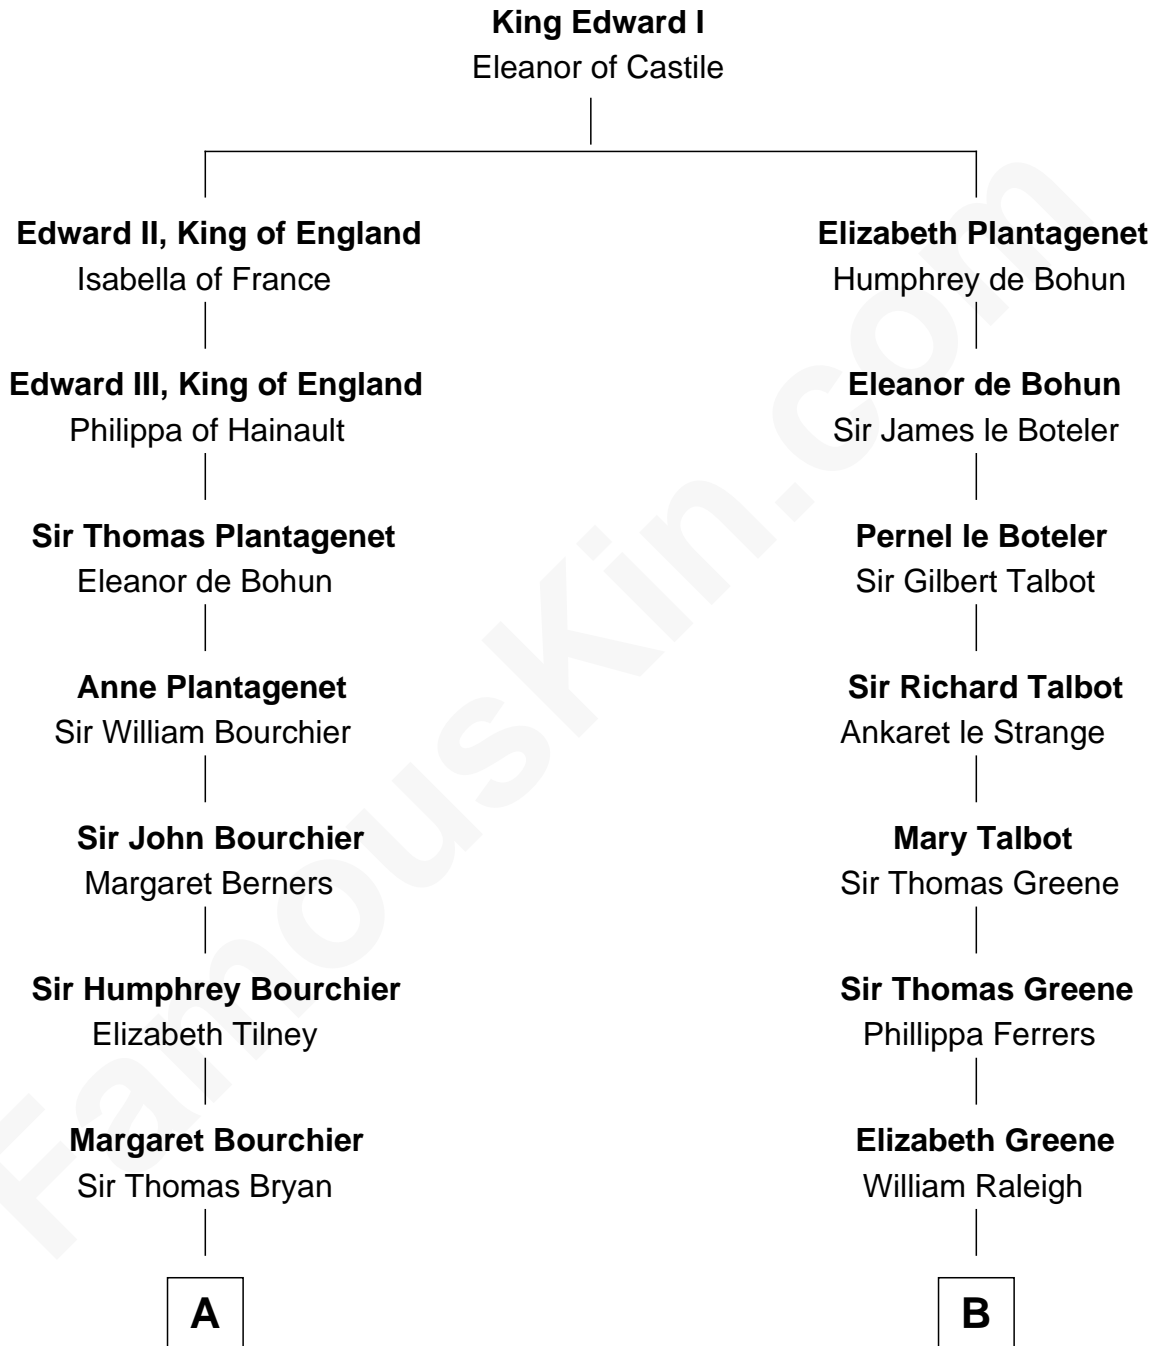 King Edward I
Eleanor of Castile
Edward II, King of England
Isabella of France
Elizabeth Plantagenet
Humphrey de Bohun
Edward III, King of England
Philippa of Hainault
Eleanor de Bohun
Sir James le Boteler
Sir Thomas Plantagenet
Eleanor de Bohun
Pernel le Boteler
Sir Gilbert Talbot
Anne Plantagenet
Sir William Bourchier
Sir Richard Talbot
Ankaret le Strange
Sir John Bourchier
Margaret Berners
Mary Talbot
Sir Thomas Greene
Sir Humphrey Bourchier
Elizabeth Tilney
Sir Thomas Greene
Phillippa Ferrers
Margaret Bourchier
Sir Thomas Bryan
Elizabeth Greene
William Raleigh
A
B
FamousKin.com